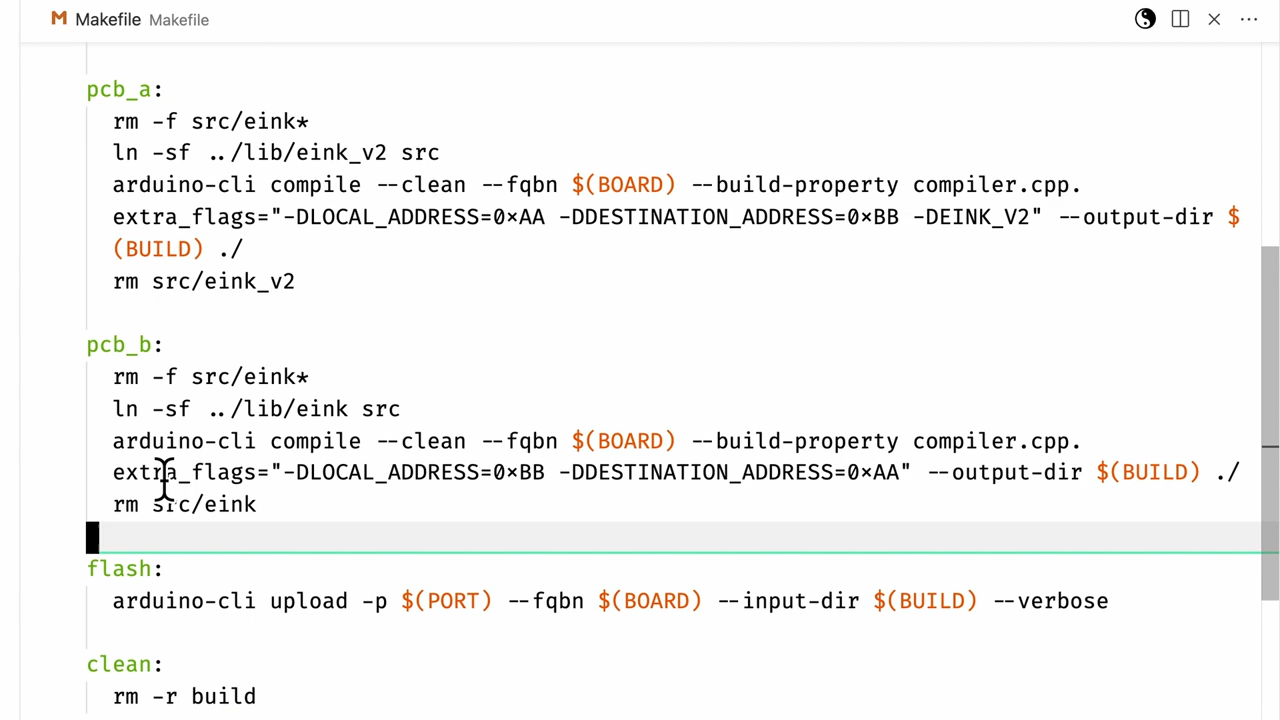 Makefile Makefile
pcb_a:
rm -f src/eink*
ln -sf ../lib/eink_v2 src
arduino-cli compile --clean --fqbn $(BOARD) --build-property compiler.cpp.
extra_flags="-DLOCAL_ADDRESS=0xAA -DDESTINATION_ADDRESS=0xBB -DEINK_V2" --output-dir $
(BUILD) ./
rm src/eink_v2
pcb_b:
rm -f src/eink*
ln -sf ../lib/eink src
arduino-cli compile --clean --fqbn $(BOARD) --build-property compiler.cpp.
extra_flags="-DLOCAL_ADDRESS=0xBB -DDESTINATION_ADDRESS=0xAA" --output-dir $(BUILD) ./
rm src/eink
flash:
arduino-cli upload -p $(PORT) --fqbn $(BOARD) --input-dir $(BUILD) --verbose
clean:
rm -r build